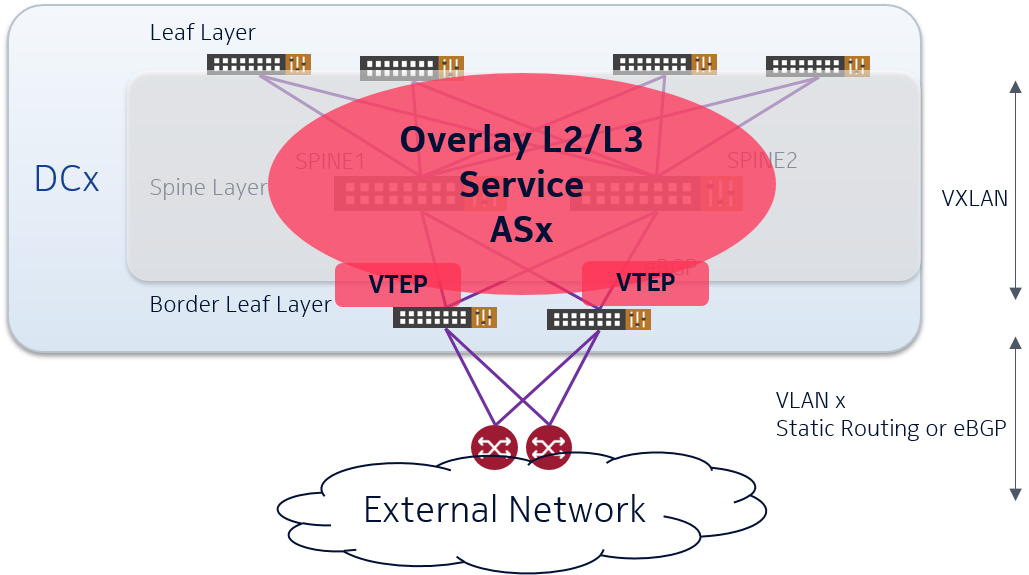 Leaf Layer
Overlay L2/L3
Service
ASx
SPINE1
SPINE2
DCx
Spine Layer
VXLAN
VTEP
VTEP
Border Leaf Layer
VLAN x
Static Routing or eBGP
External Network